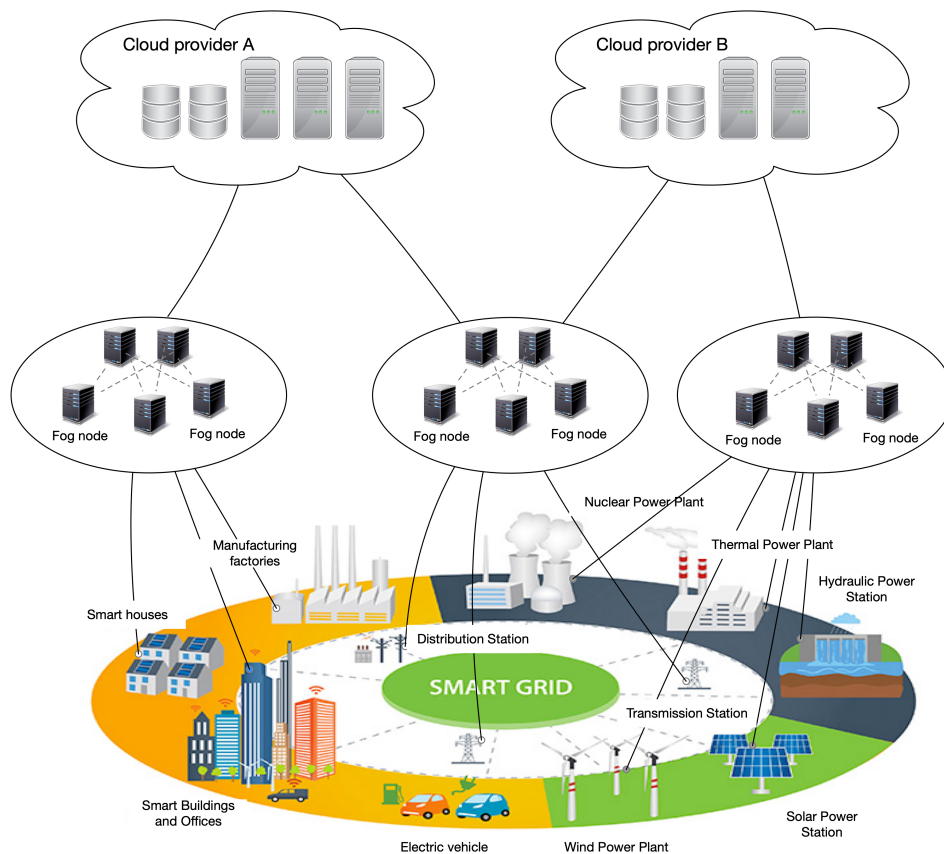 Cloud provider A
Cloud provider B
Fog node
Fog node
Fog node
Fog node
Fog node
Fog node
Nuclear Power Plant
Manufacturing
factories
Thermal Power Plant
Hydraulic Power
Station
Smart houses
Distribution Station
SMART GRID
Transmission Station
Smart Buildings
and Offices
Solar Power
Station
Electric vehicle
Wind Power Plant